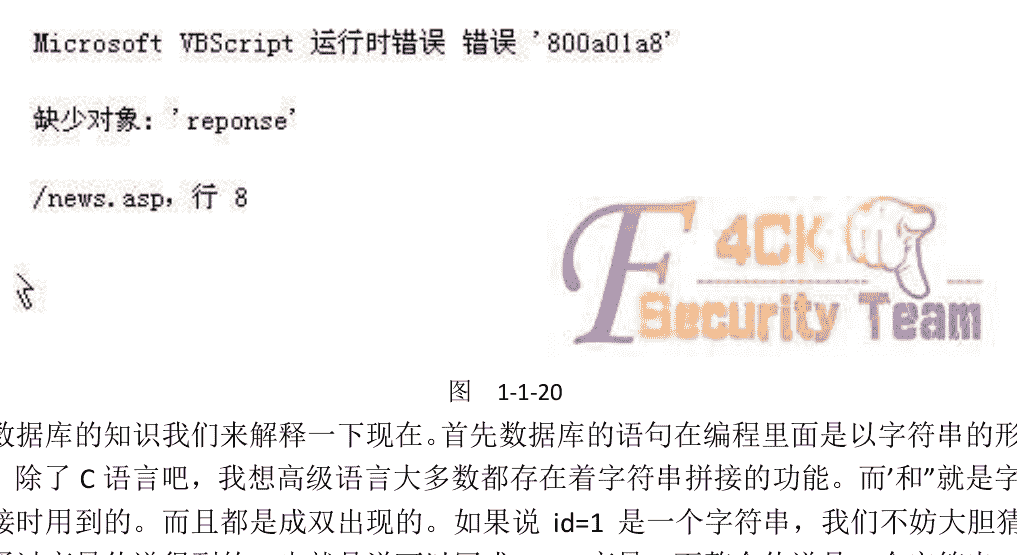 Microsoft VBScript 运行时错误 错误 '800a01a8'
缺少对象: 'reponse'
/news.asp，行 8
F4CK
Security Team
图 1-1-20
数据库的知识我们来解释一下现在。首先数据库的语句在编程里面是以字符串的形
除了 C 语言吧，我想高级语言大多数都存在着字符串拼接的功能。而’和”就是字
接时用到的。而且都是成双出现的。如果说 id=1 是一个字符串，我们不妨大胆猜